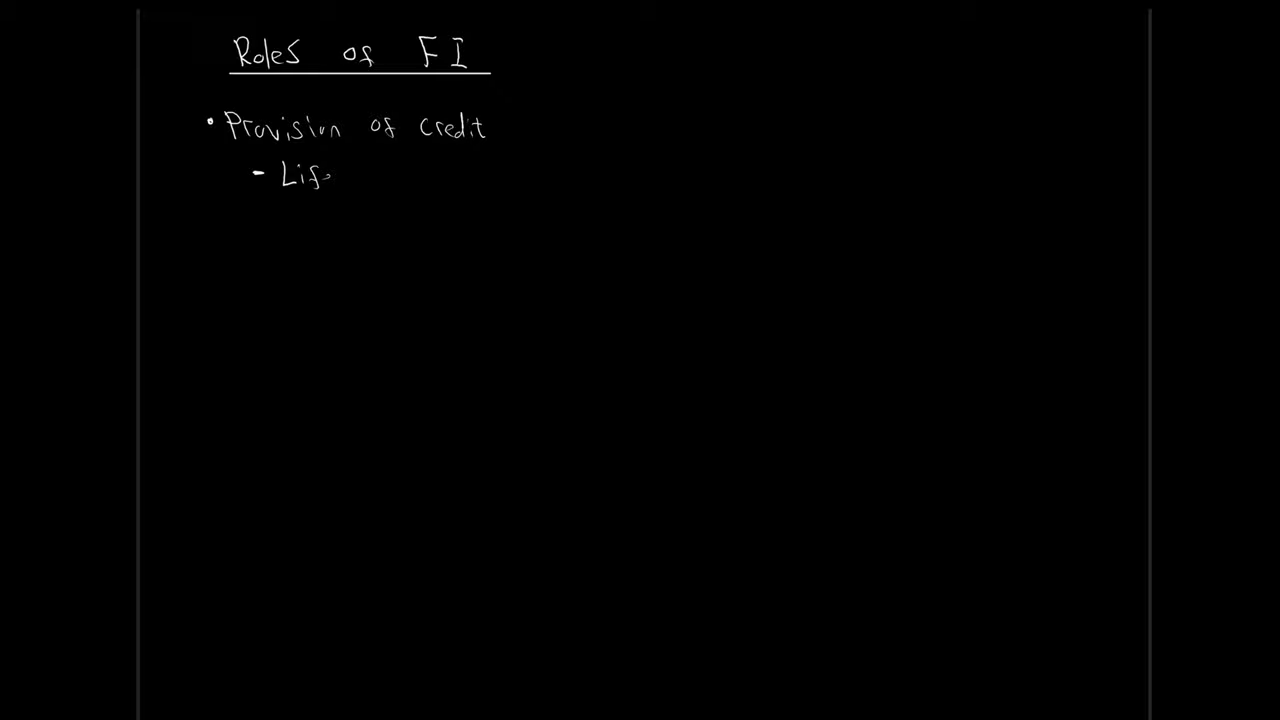 Roles of FI
• Provision of credit
- Lif